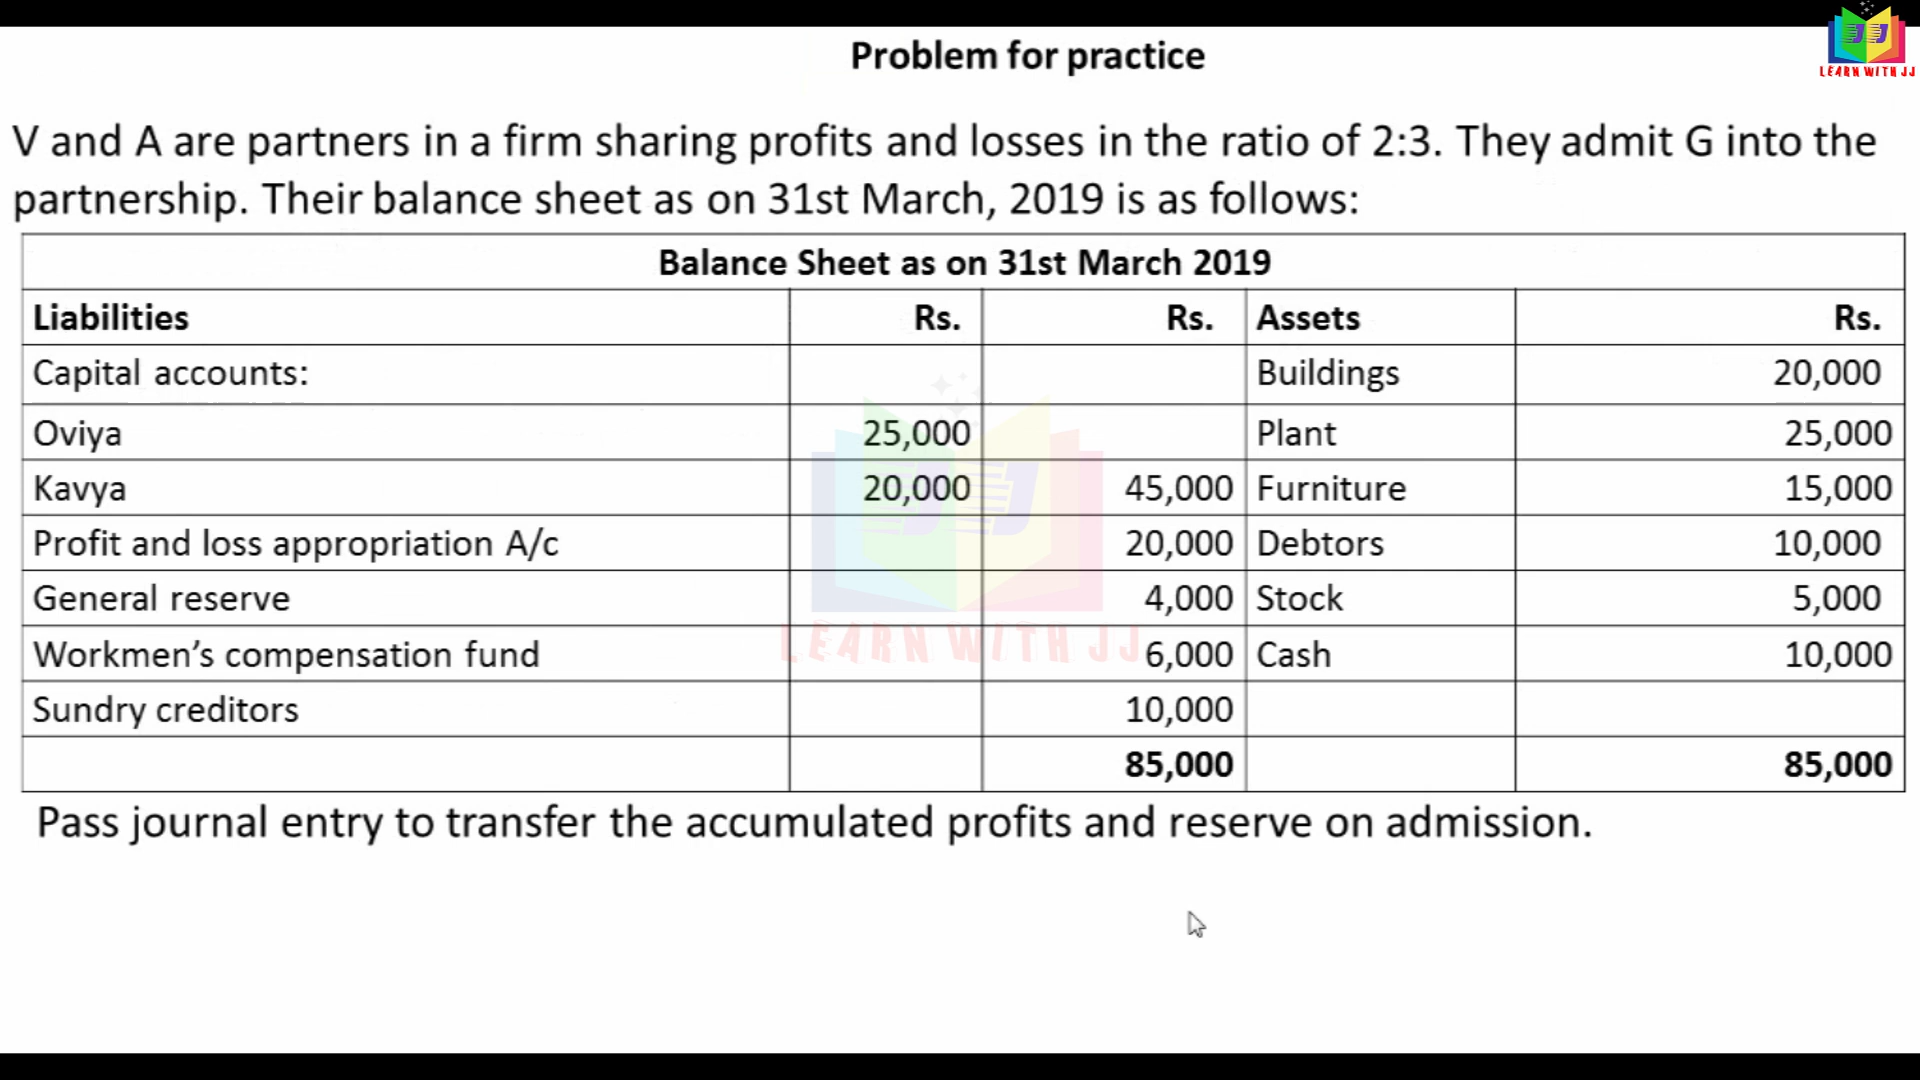 Problem for practice
LEARN WITH JJ
V and A are partners in a firm sharing profits and losses in the ratio of 2:3. They admit G into the
partnership. Their balance sheet as on 31st March, 2019 is as follows:
Balance Sheet as on 31st March 2019
Liabilities Rs. Rs. Assets Rs.
Capital accounts: Buildings 20,000
Oviya 25,000 Plant 25,000
Kavya 20,000 45,000 Furniture 15,000
Profit and loss appropriation A/c 20,000 Debtors 10,000
General reserve 4,000 Stock 5,000
Workmen’s compensation fund 6,000 Cash 10,000
LEARN WITH JJ
Sundry creditors 10,000
85,000 85,000
Pass journal entry to transfer the accumulated profits and reserve on admission.